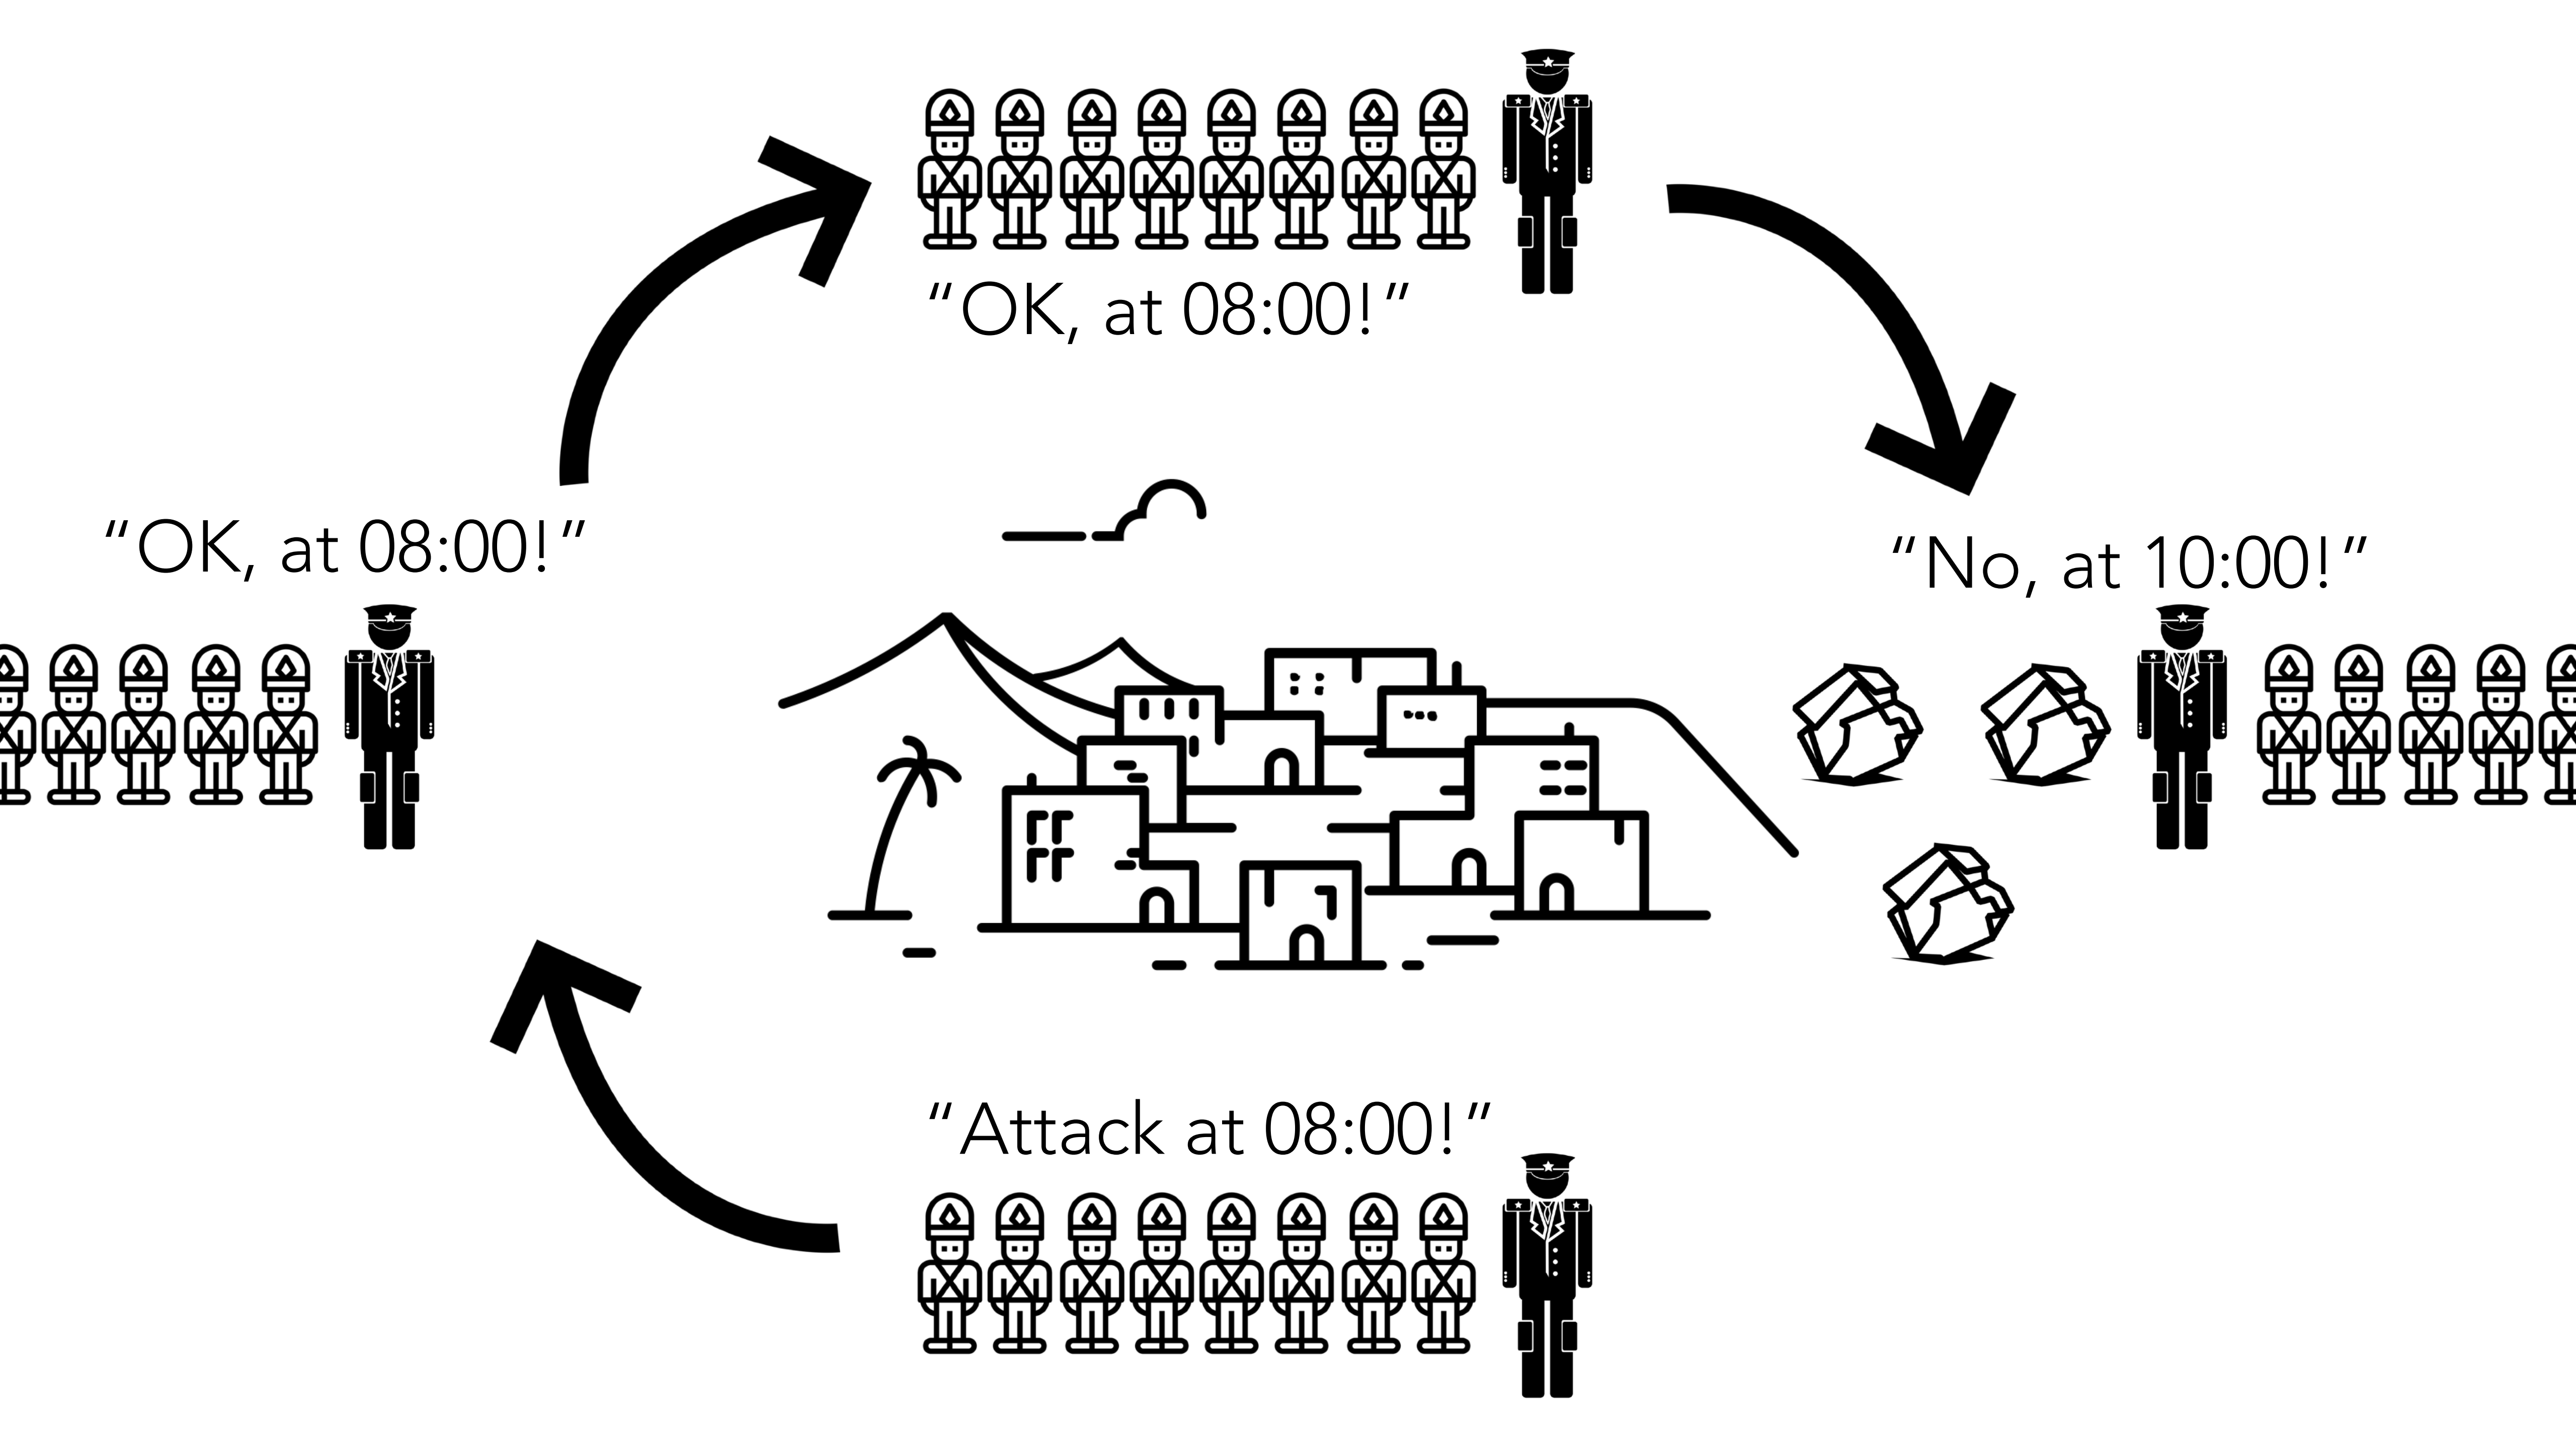 “OK, at 08:00!”
“OK, at 08:00!”
“No, at 10:00!”
“Attack at 08:00!”